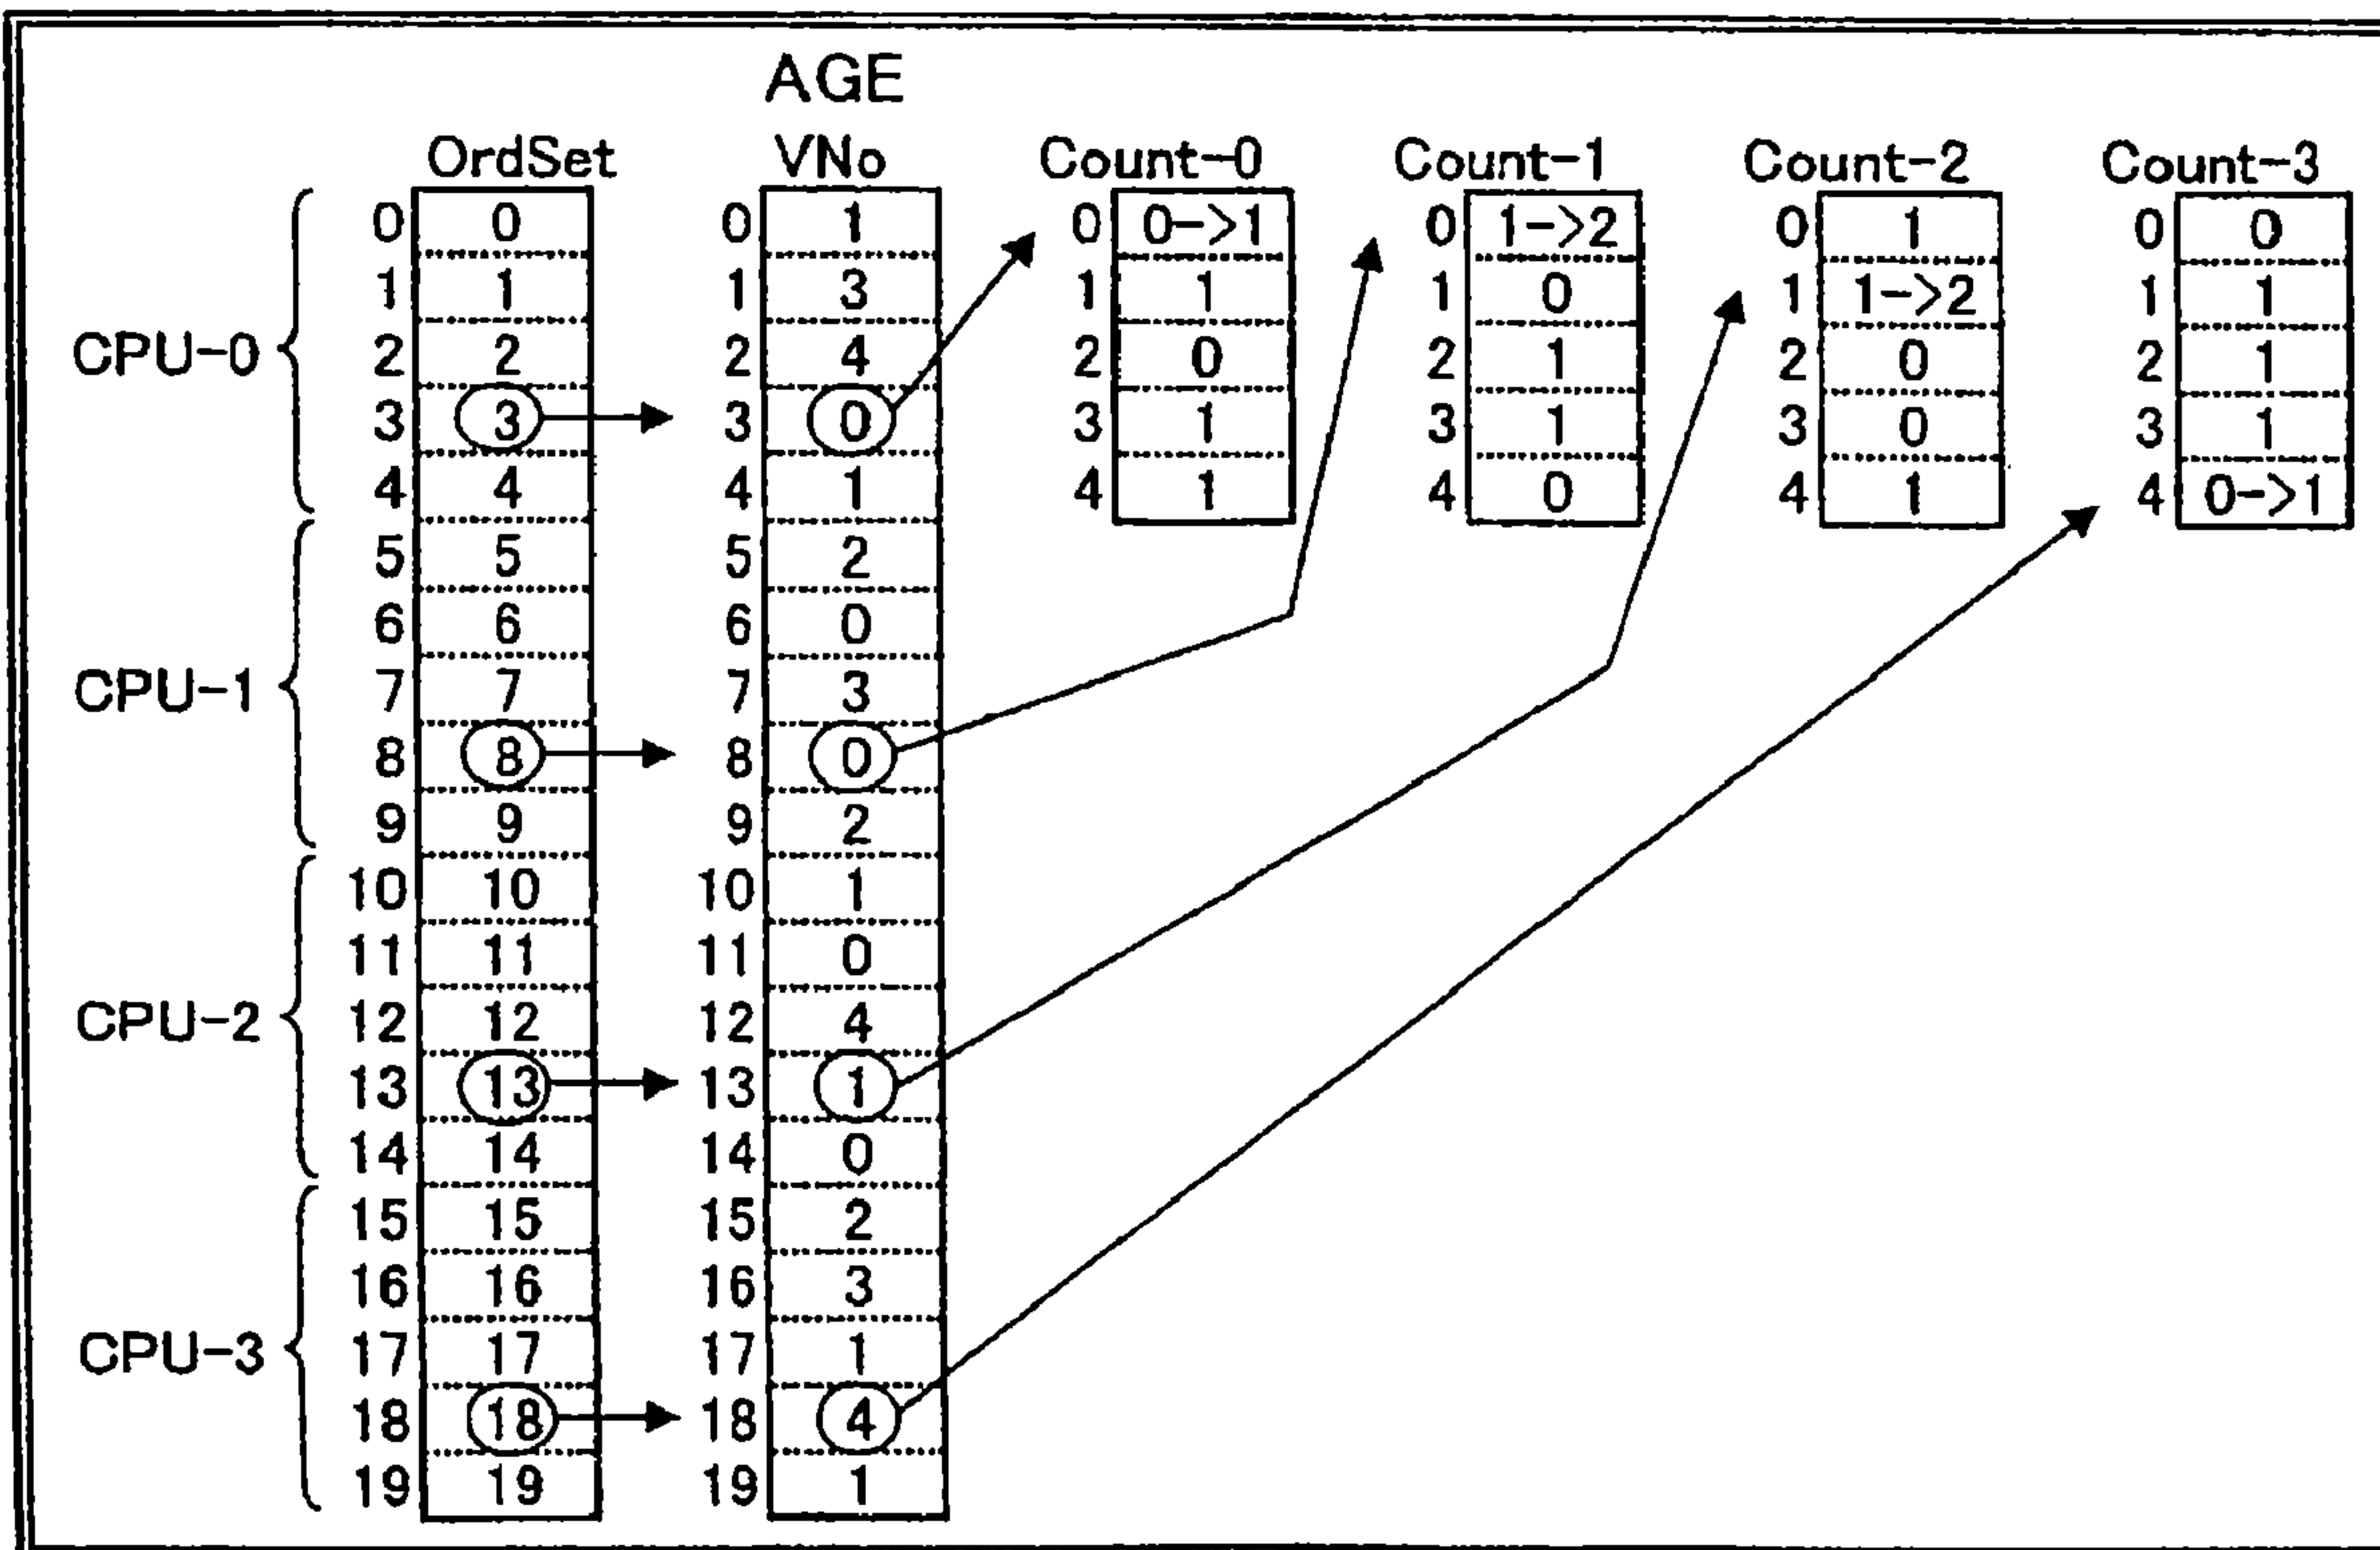 AGE
OrdSet VNo Count-0 Count-1 Count-2 Count-3
0 0 0 1 0 0->1 0 1->2 0 1 0 0
1 1 1 3 1 1 1 0 1 1->2 1 1
CPU-0 2 2 2 4 2 0 2 1 2 0 2 1
3 3 3 0 3 1 3 1 3 0 3 1
4 4 4 1 4 1 4 0 4 1 4 0->1
5 5 5 2
6 6 6 0
CPU-1 7 7 7 3
8 8 8 0
9 9 9 2
10 10 10 1
11 11 11 0
CPU-2 12 12 12 4
13 13 13 1
14 14 14 0
15 15 15 2
16 16 16 3
CPU-3 17 17 17 1
18 18 18 4
19 19 19 1